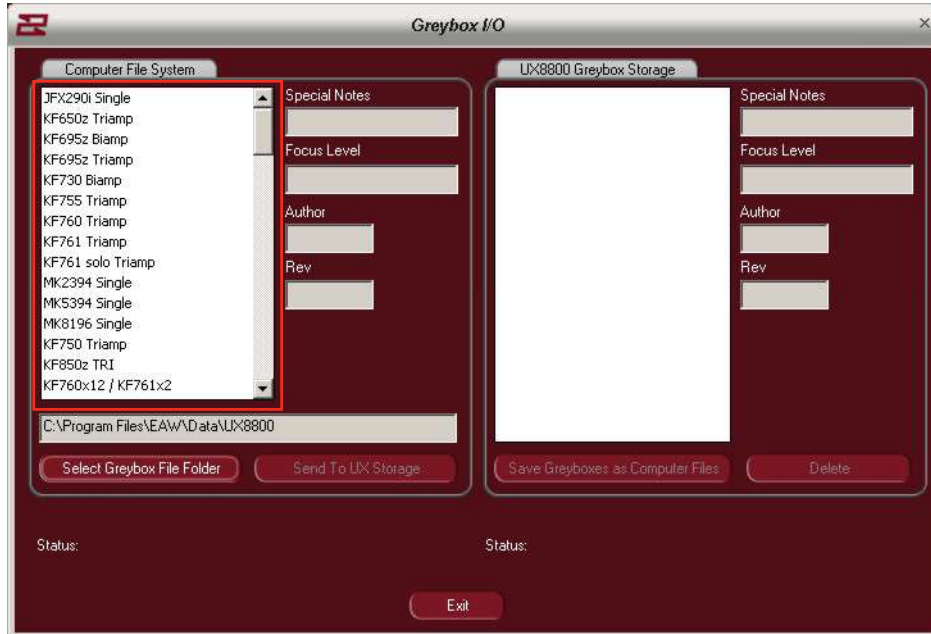 Greybox I/O
×
Computer File System
JFX290i Single
KF650z Triamp
KF695z Biamp
KF695z Triamp
KF730 Biamp
KF755 Triamp
KF760 Triamp
KF761 Triamp
KF761 solo Triamp
MK2394 Single
MK5394 Single
MK8196 Single
KF750 Triamp
KF850z TRI
KF760x12 / KF761x2
Special Notes
Focus Level
Author
Rev
C:\Program Files\EAW\Data\UX8800
Select Greybox File Folder
Send To UX Storage
Status:
UX8800 Greybox Storage
Special Notes
Focus Level
Author
Rev
Save Greyboxes as Computer Files
Delete
Status:
Exit